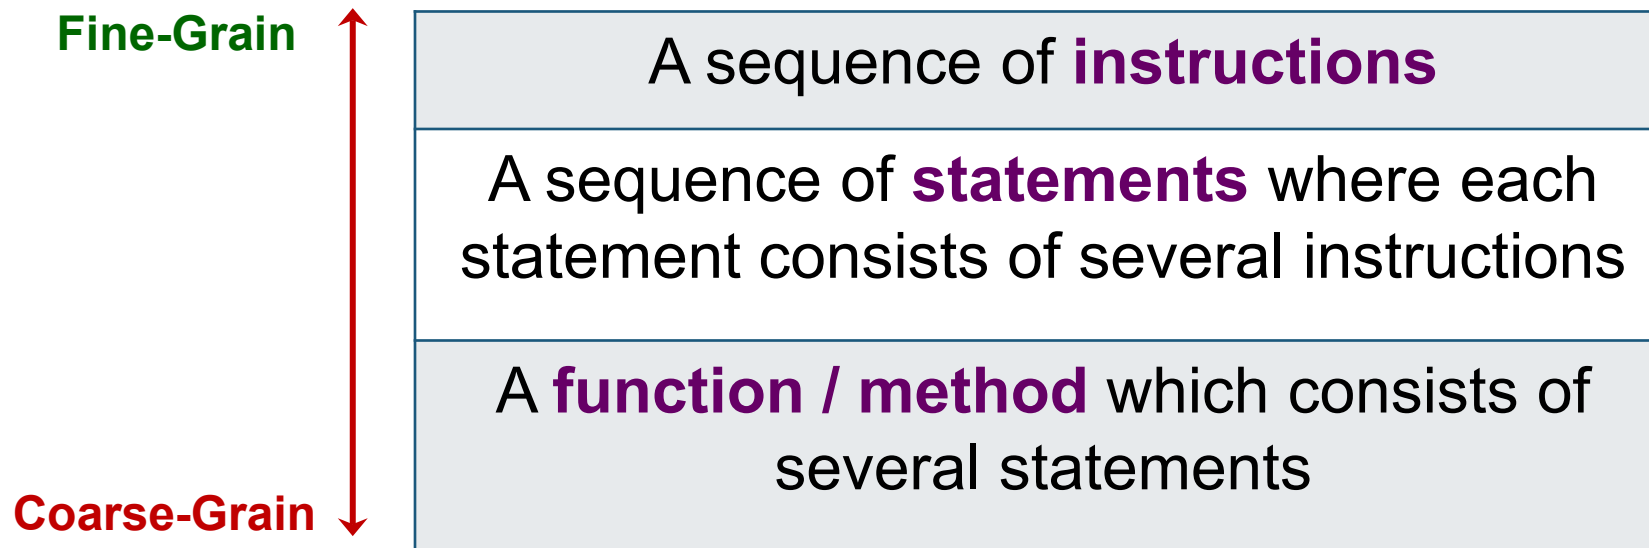 Fine-Grain
A sequence of instructions
A sequence of statements where each
statement consists of several instructions
A function / method which consists of
several statements
Coarse-Grain